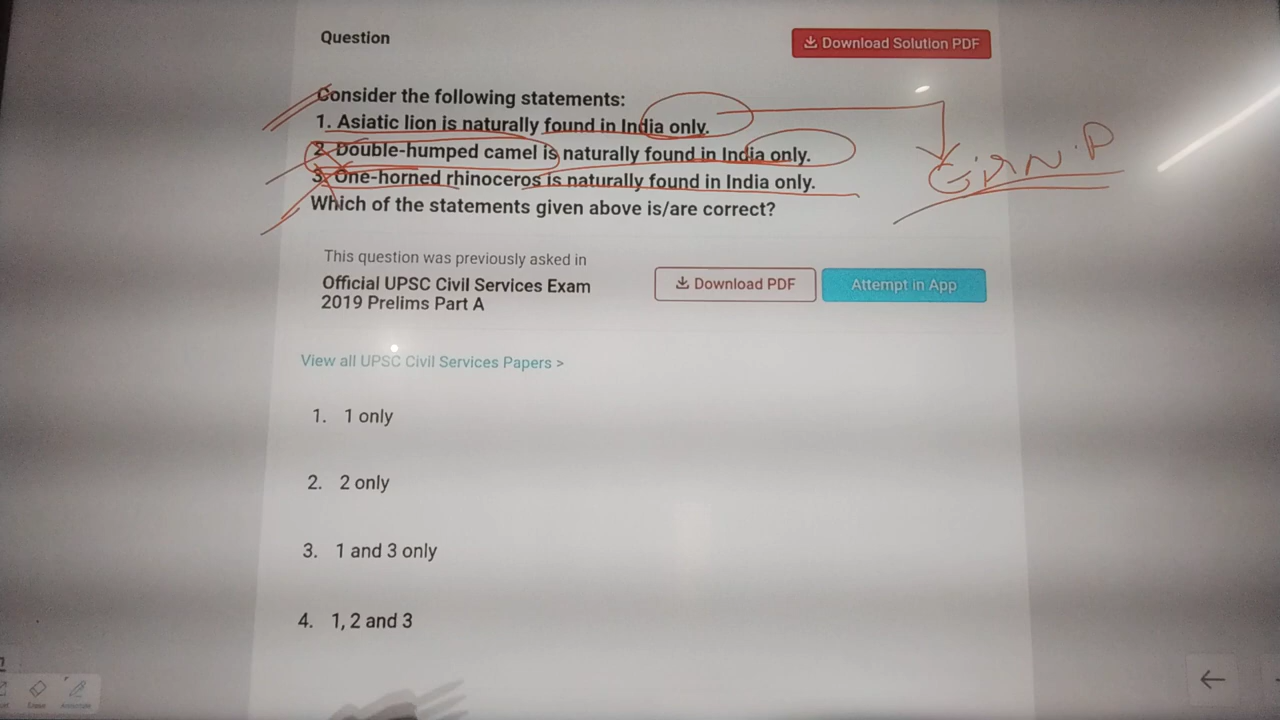 Question
Download Solution PDF
Consider the following statements:
1. Asiatic lion is naturally found in India only.
2. Double-humped camel is naturally found in India only.
3. One-horned rhinoceros is naturally found in India only.
Which of the statements given above is/are correct?
Gir N.P
This question was previously asked in
Official UPSC Civil Services Exam
2019 Prelims Part A
Download PDF
Attempt in App
View all UPSC Civil Services Papers >
1. 1 only
2. 2 only
3. 1 and 3 only
4. 1, 2 and 3